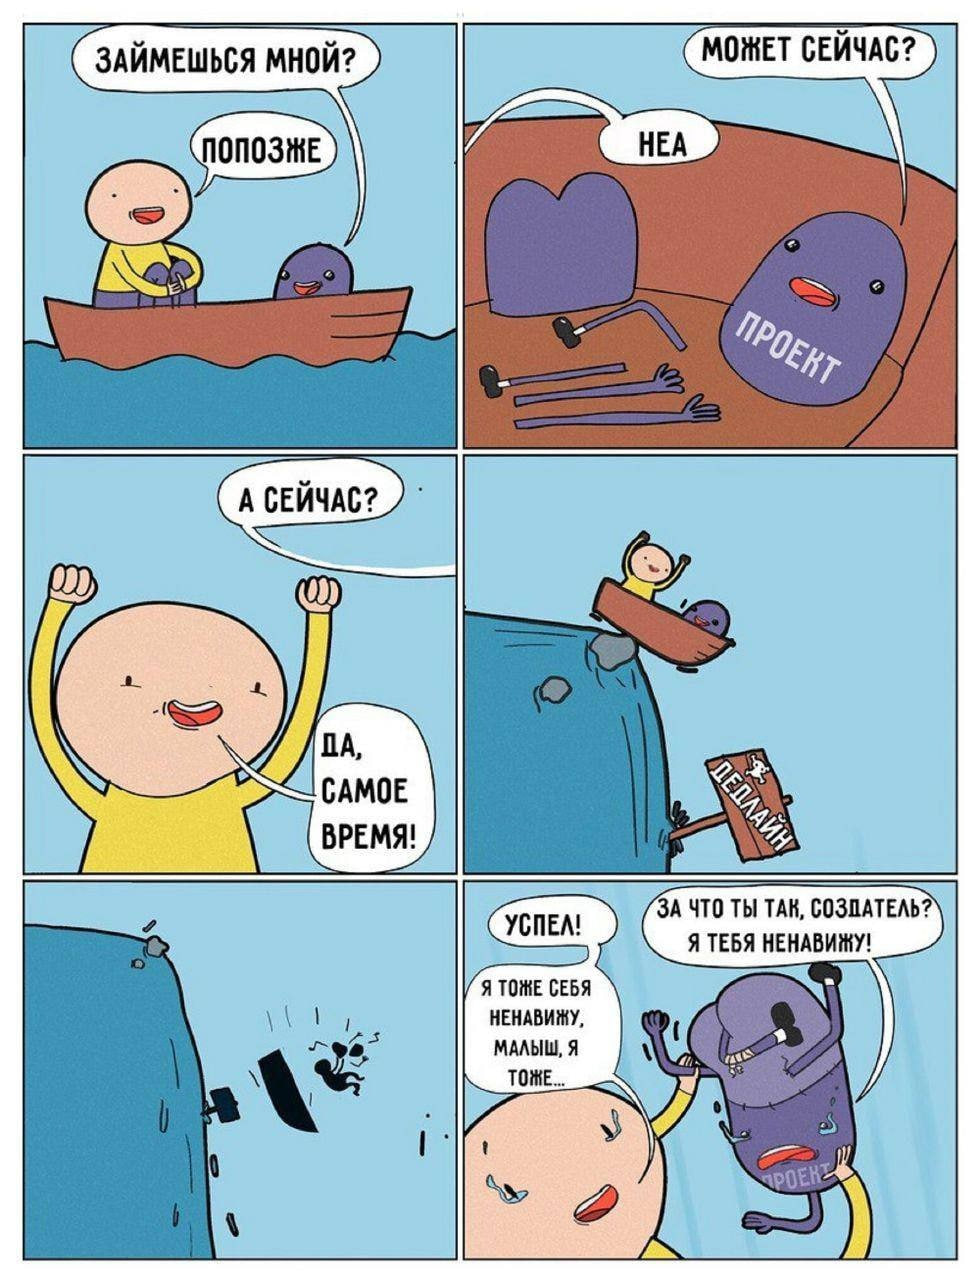 ЗАЙМЕШЬСЯ МНОЙ?
ПОПОЗЖЕ
МОЖЕТ СЕЙЧАС?
НЕА
ПРОЕКТ
А СЕЙЧАС?
ДА,
САМОЕ
ВРЕМЯ!
ДЕДЛАЙН
УСПЕЛ!
ЗА ЧТО ТЫ ТАК, СОЗДАТЕЛЬ?
Я ТЕБЯ НЕНАВИЖУ!
Я ТОЖЕ СЕБЯ
НЕНАВИЖУ,
МАЛЫШ, Я
ТОЖЕ...
ПРОЕКТ